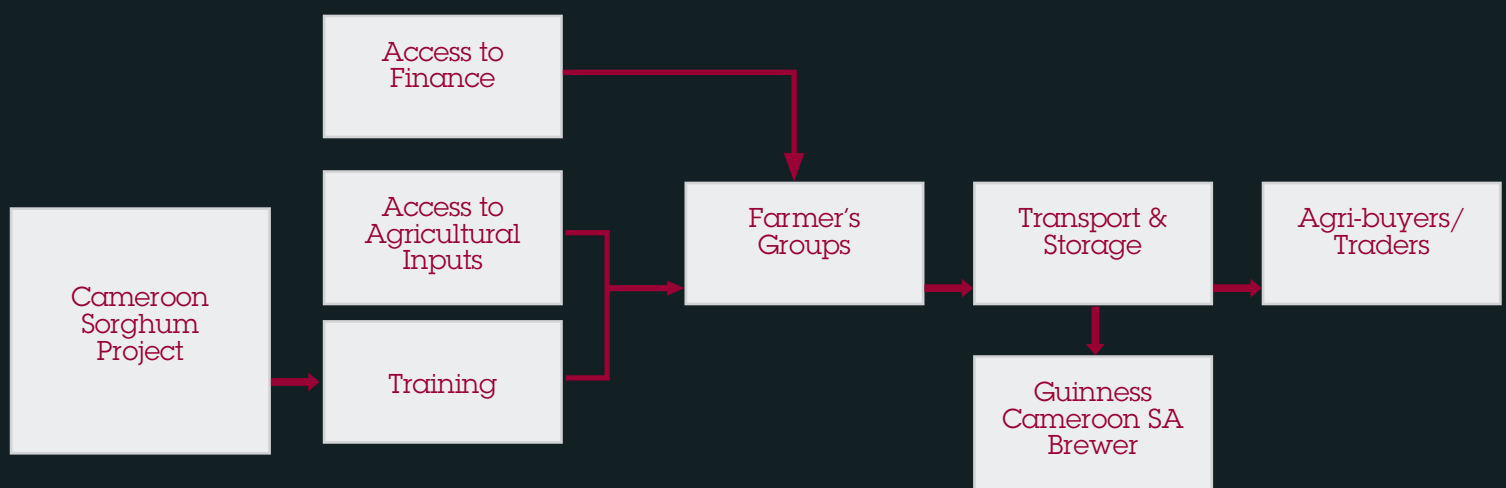 Access to
Finance
Access to
Agricultural
Inputs
Cameroon
Sorghum
Project
Training
Farmer's
Groups
Transport &
Storage
Agri-buyers/
Traders
Guinness
Cameroon SA
Brewer